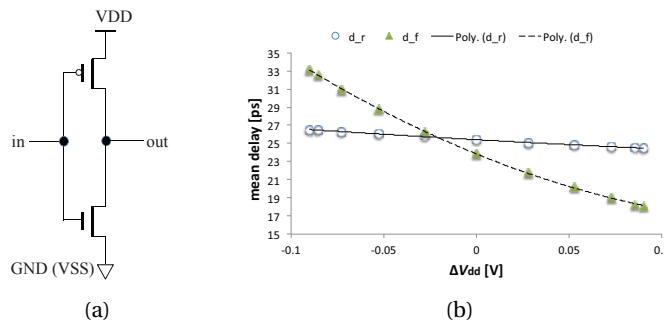 VDD
in
out
GND (VSS)
(a)
d_r
d_f
Poly. (d_r)
Poly. (d_f)
mean delay [ps]
35
33
31
29
27
25
23
21
19
17
15
-0.1
-0.05
0
0.05
0.
ΔVdd [V]
(b)